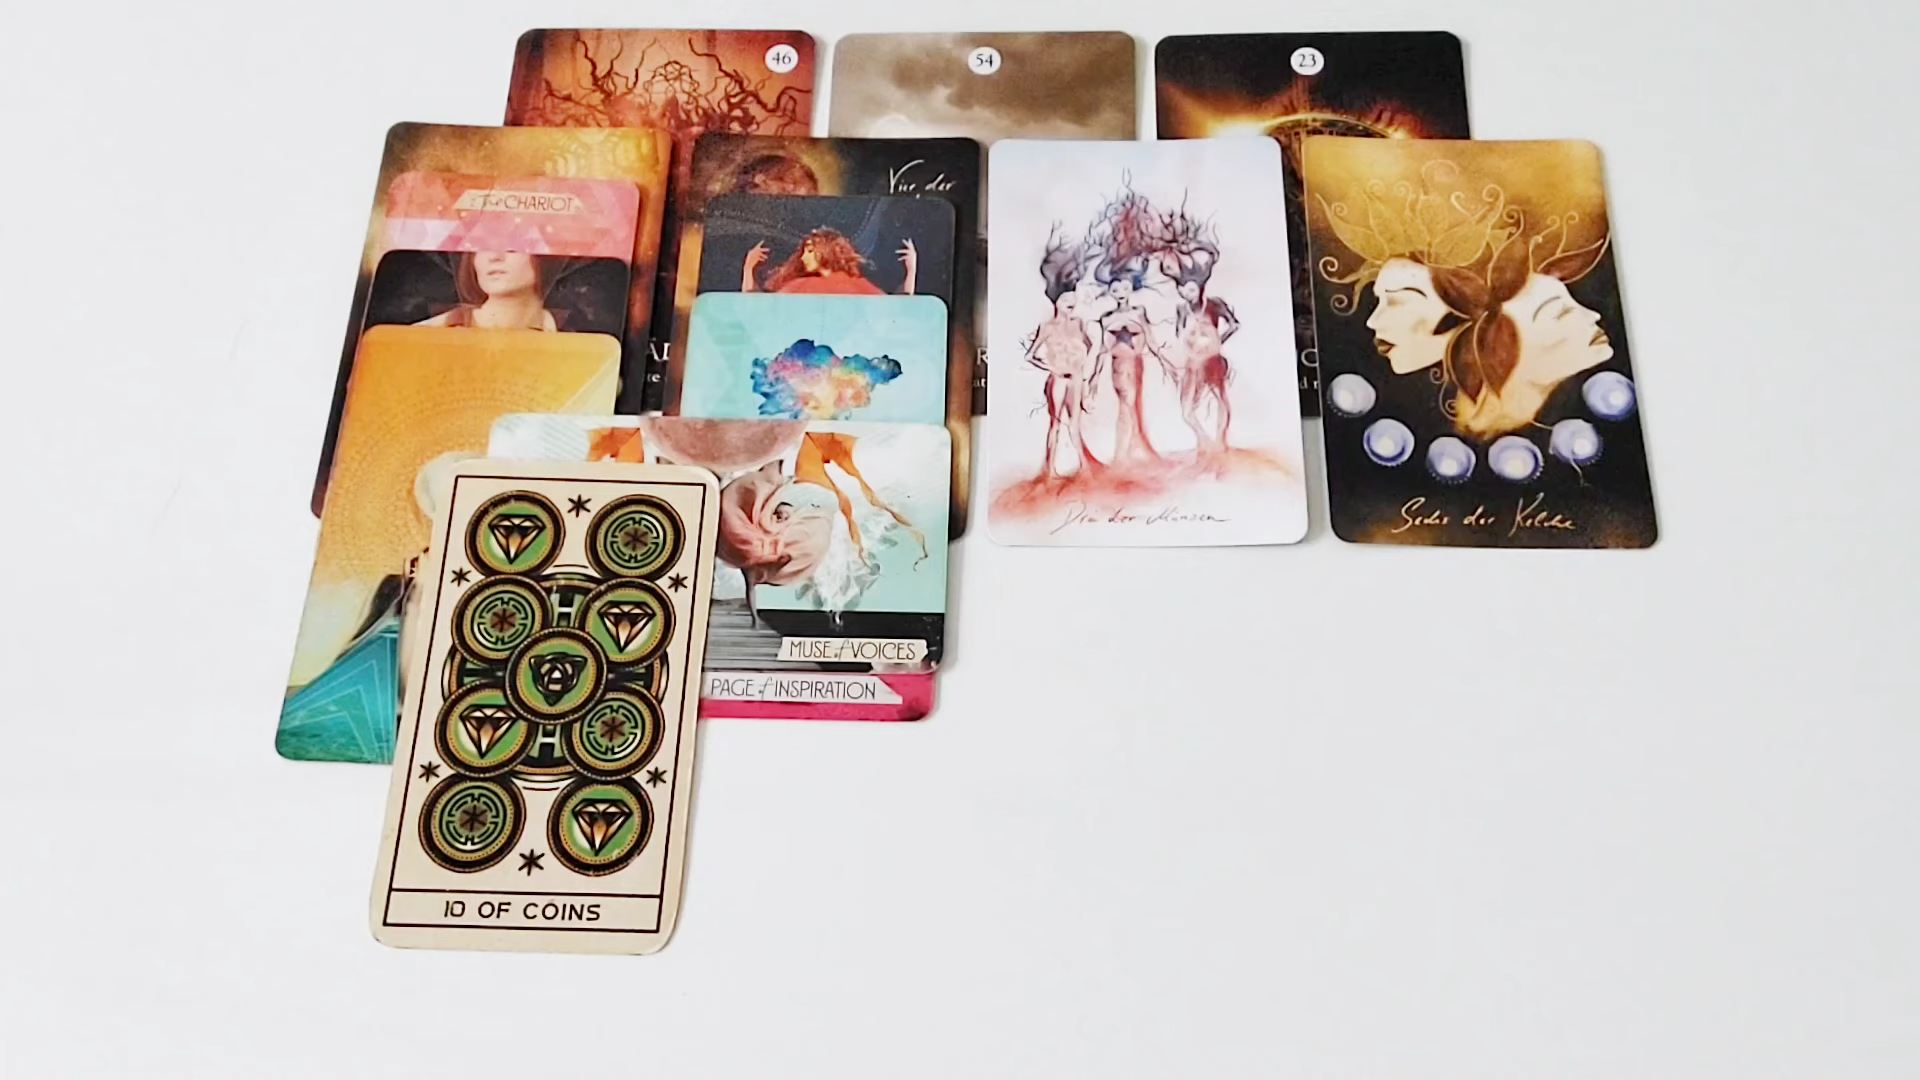 46
54
23
Vier der
The CHARIOT
Drei der Münzen
Sechs der Kelche
MUSE of VOICES
PAGE of INSPIRATION
10 OF COINS